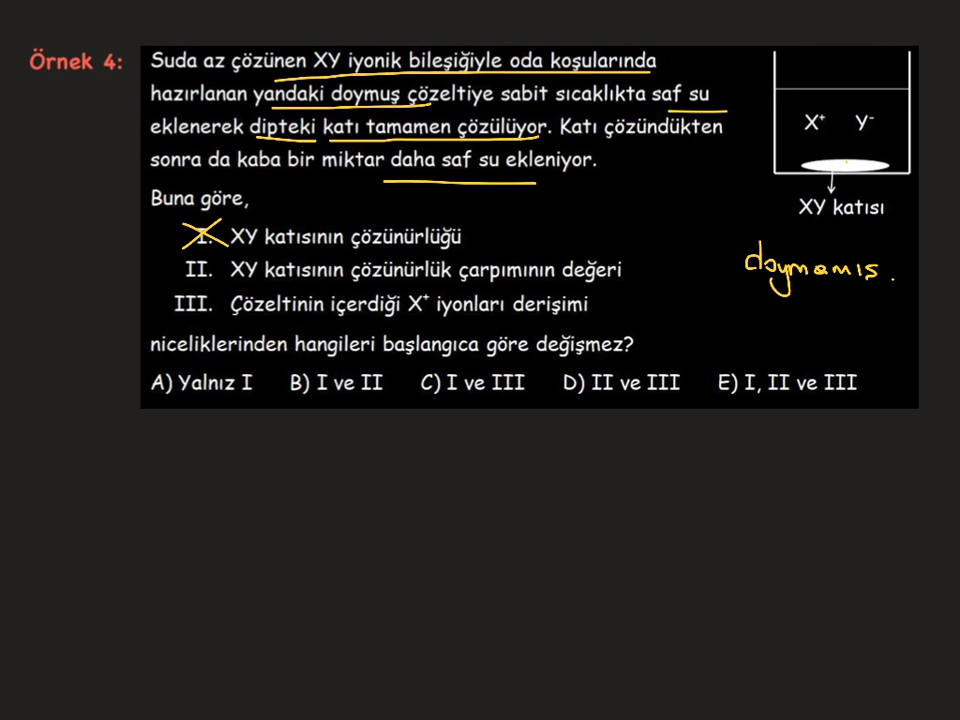 Örnek 4:
Suda az çözünen XY iyonik bileşiğiyle oda koşularında
hazırlanan yandaki doymuş çözeltiye sabit sıcaklıkta saf su
eklenerek dipteki katı tamamen çözülüyor. Katı çözündükten
sonra da kaba bir miktar daha saf su ekleniyor.
X⁺ Y⁻
XY katısı
Buna göre,
I. XY katısının çözünürlüğü
II. XY katısının çözünürlük çarpımının değeri
III. Çözeltinin içerdiği X⁺ iyonları derişimi
doymamış.
niceliklerinden hangileri başlangıca göre değişmez?
A) Yalnız I B) I ve II C) I ve III D) II ve III E) I, II ve III